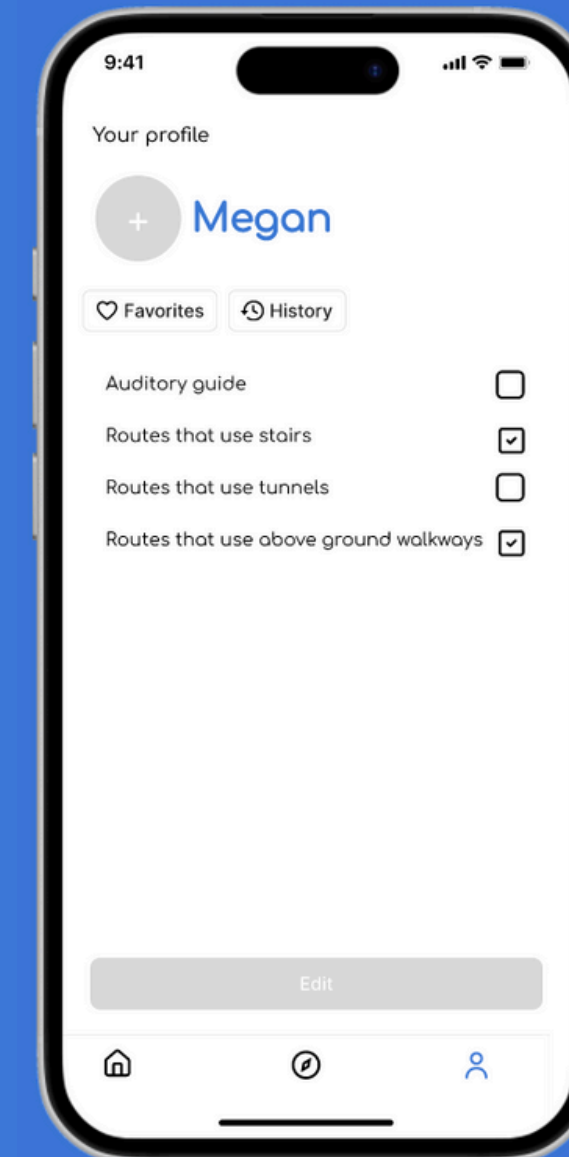 9:41
Your profile
+ Megan
Favorites History
Auditory guide
Routes that use stairs
Routes that use tunnels
Routes that use above ground walkways
Edit